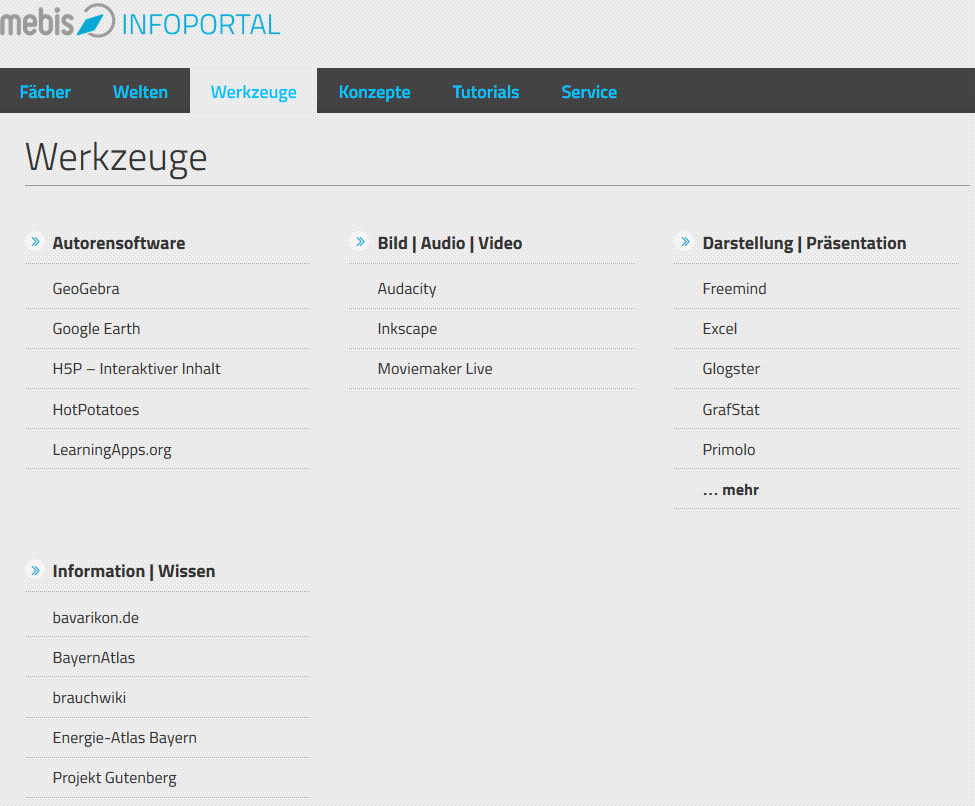 mebis INFOPORTAL
Fächer Welten Werkzeuge Konzepte Tutorials Service
Werkzeuge
Autorensoftware
GeoGebra
Google Earth
H5P – Interaktiver Inhalt
HotPotatoes
LearningApps.org
Bild | Audio | Video
Audacity
Inkscape
Moviemaker Live
Darstellung | Präsentation
Freemind
Excel
Glogster
GrafStat
Primolo
... mehr
Information | Wissen
bavarikon.de
BayernAtlas
brauchwiki
Energie-Atlas Bayern
Projekt Gutenberg